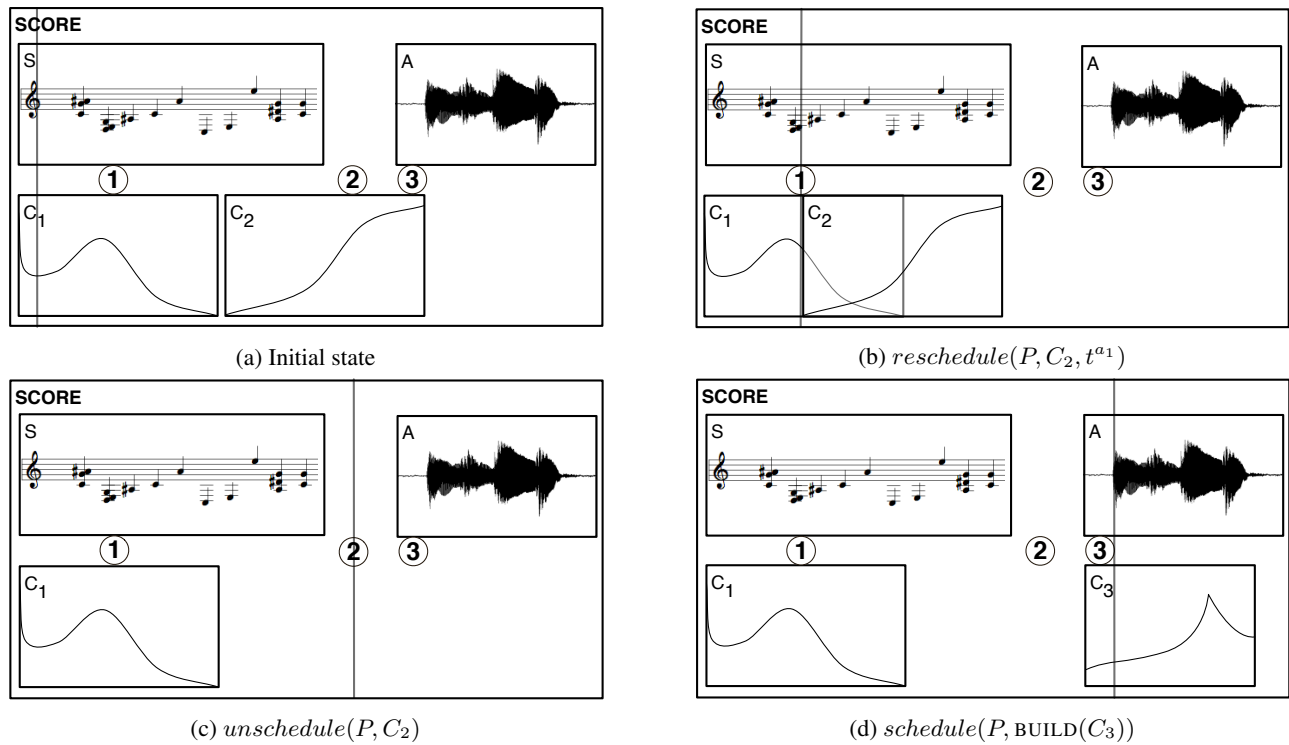 SCORE
S
A
1
2
3
C1
C2
(a) Initial state
SCORE
S
A
1
2
3
C1
C2
(b) reschedule(P, C2, t^a1)
SCORE
S
A
1
2
3
C1
(c) unschedule(P, C2)
SCORE
S
A
1
2
3
C1
C3
(d) schedule(P, BUILD(C3))